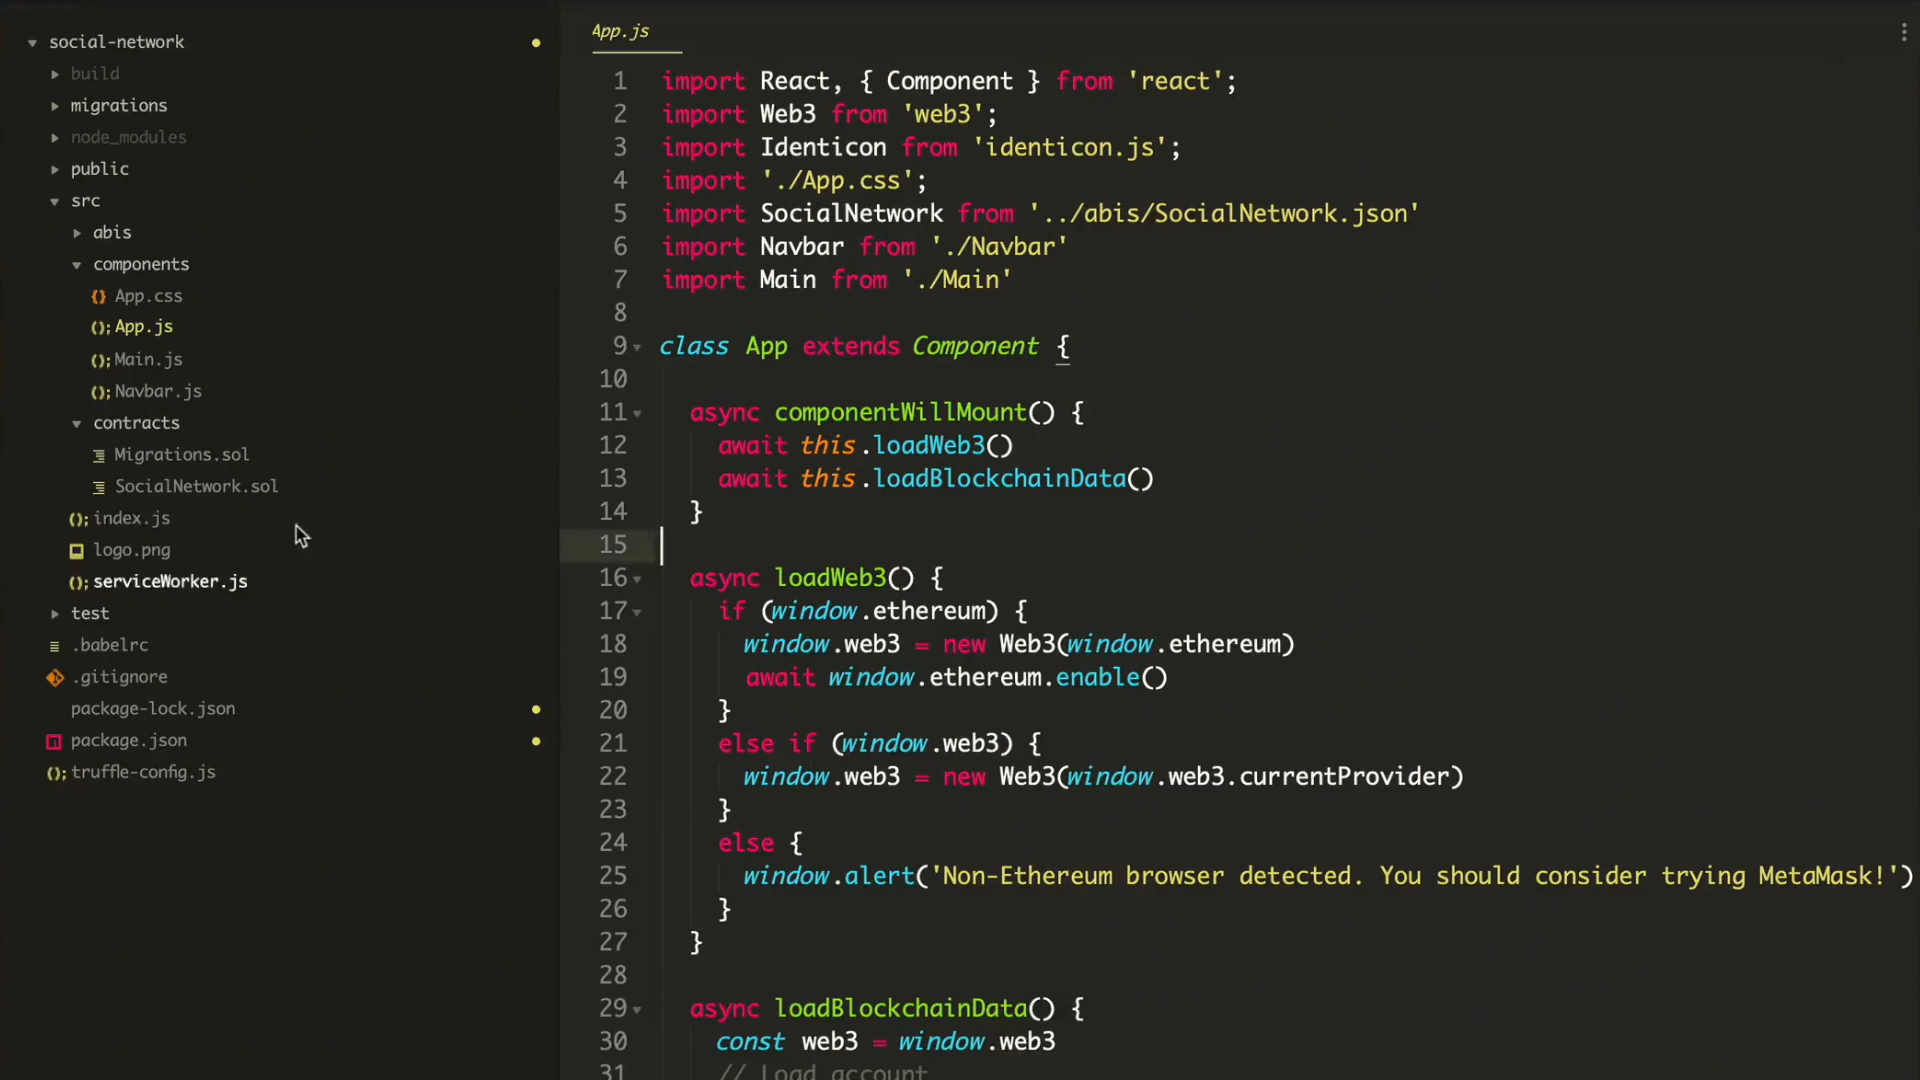 social-network
build
migrations
node_modules
public
src
abis
components
App.css
App.js
Main.js
Navbar.js
contracts
Migrations.sol
SocialNetwork.sol
index.js
logo.png
serviceWorker.js
test
.babelrc
.gitignore
package-lock.json
package.json
truffle-config.js
App.js
1 import React, { Component } from 'react';
2 import Web3 from 'web3';
3 import Identicon from 'identicon.js';
4 import './App.css';
5 import SocialNetwork from '../abis/SocialNetwork.json'
6 import Navbar from './Navbar'
7 import Main from './Main'
8
9 class App extends Component {
10
11 async componentWillMount() {
12 await this.loadWeb3()
13 await this.loadBlockchainData()
14 }
15
16 async loadWeb3() {
17 if (window.ethereum) {
18 window.web3 = new Web3(window.ethereum)
19 await window.ethereum.enable()
20 }
21 else if (window.web3) {
22 window.web3 = new Web3(window.web3.currentProvider)
23 }
24 else {
25 window.alert('Non-Ethereum browser detected. You should consider trying MetaMask!')
26 }
27 }
28
29 async loadBlockchainData() {
30 const web3 = window.web3
31 // Load account